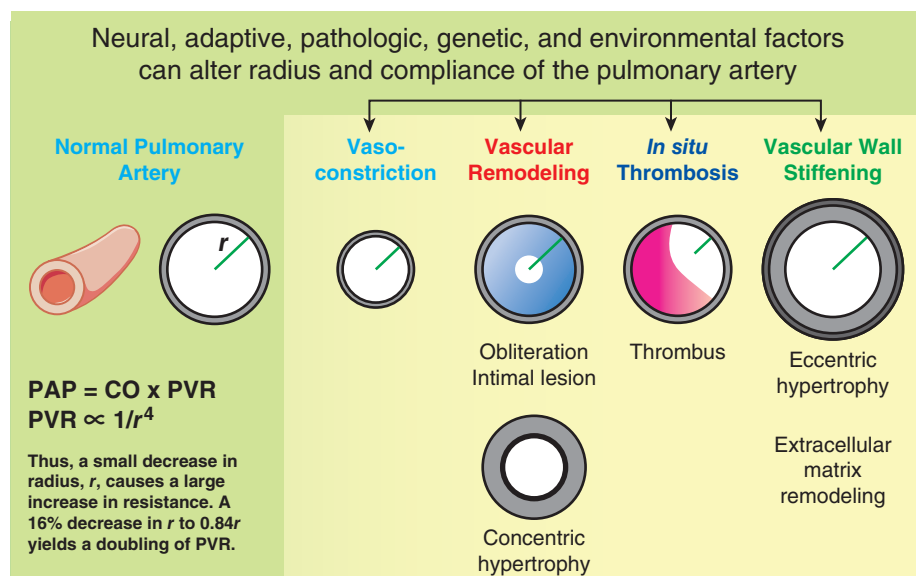 Neural, adaptive, pathologic, genetic, and environmental factors
can alter radius and compliance of the pulmonary artery
Normal Pulmonary
Artery
r
PAP = CO x PVR
PVR ∝ 1/r⁴
Thus, a small decrease in
radius, r, causes a large
increase in resistance. A
16% decrease in r to 0.84r
yields a doubling of PVR.
Vaso-
constriction
Vascular
Remodeling
Obliteration
Intimal lesion
Concentric
hypertrophy
In situ
Thrombosis
Thrombus
Vascular Wall
Stiffening
Eccentric
hypertrophy
Extracellular
matrix
remodeling